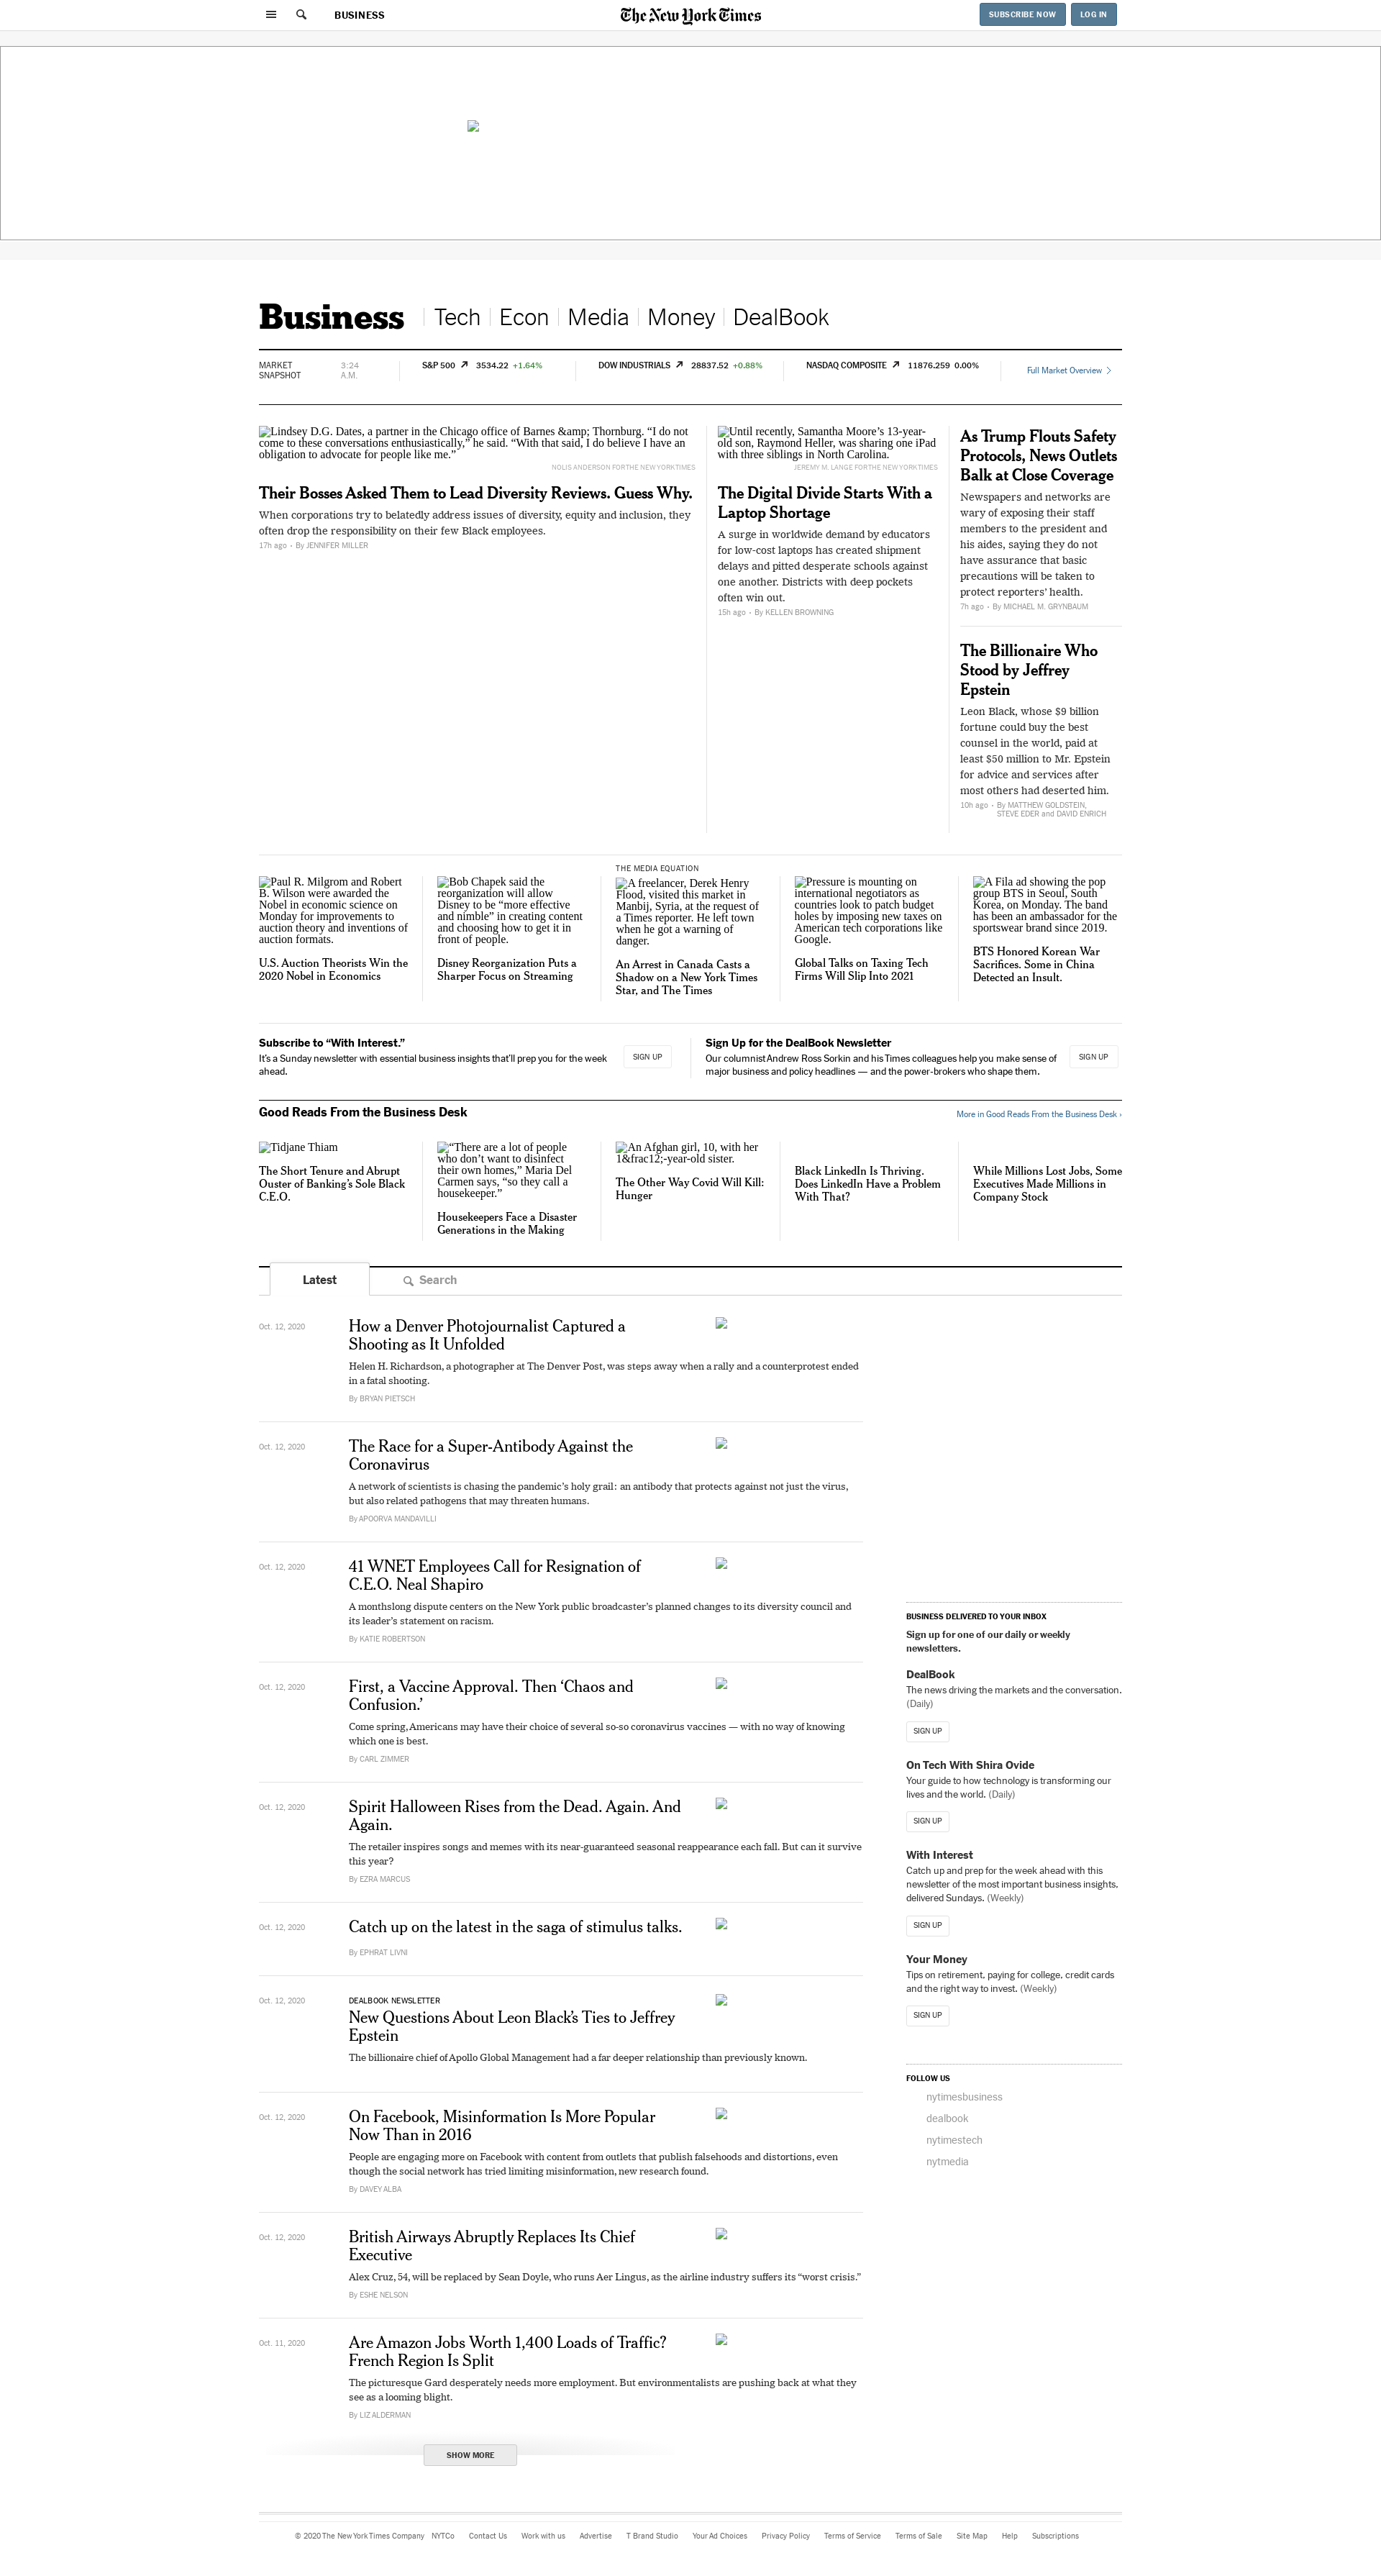 BUSINESS
The New York Times
SUBSCRIBE NOW
LOG IN
Business
Tech
Econ
Media
Money
DealBook
MARKET
SNAPSHOT
3:24
A.M.
S&P 500 3534.22 +1.64%
DOW INDUSTRIALS 28837.52 +0.88%
NASDAQ COMPOSITE 11876.259 0.00%
Full Market Overview
Lindsey D.G. Dates, a partner in the Chicago office of Barnes &amp; Thornburg. “I do not
come to these conversations enthusiastically,” he said. “With that said, I do believe I have an
obligation to advocate for people like me.”
NOLIS ANDERSON FOR THE NEW YORK TIMES
Their Bosses Asked Them to Lead Diversity Reviews. Guess Why.
When corporations try to belatedly address issues of diversity, equity and inclusion, they
often drop the responsibility on their few Black employees.
17h ago • By JENNIFER MILLER
Until recently, Samantha Moore’s 13-year-
old son, Raymond Heller, was sharing one iPad
with three siblings in North Carolina.
JEREMY M. LANGE FOR THE NEW YORK TIMES
The Digital Divide Starts With a
Laptop Shortage
A surge in worldwide demand by educators
for low-cost laptops has created shipment
delays and pitted desperate schools against
one another. Districts with deep pockets
often win out.
15h ago • By KELLEN BROWNING
As Trump Flouts Safety
Protocols, News Outlets
Balk at Close Coverage
Newspapers and networks are
wary of exposing their staff
members to the president and
his aides, saying they do not
have assurance that basic
precautions will be taken to
protect reporters’ health.
7h ago • By MICHAEL M. GRYNBAUM
The Billionaire Who
Stood by Jeffrey
Epstein
Leon Black, whose $9 billion
fortune could buy the best
counsel in the world, paid at
least $50 million to Mr. Epstein
for advice and services after
most others had deserted him.
10h ago • By MATTHEW GOLDSTEIN,
STEVE EDER and DAVID ENRICH
Paul R. Milgrom and Robert
B. Wilson were awarded the
Nobel in economic science on
Monday for improvements to
auction theory and inventions of
auction formats.
U.S. Auction Theorists Win the
2020 Nobel in Economics
Bob Chapek said the
reorganization will allow
Disney to be “more effective
and nimble” in creating content
and choosing how to get it in
front of people.
Disney Reorganization Puts a
Sharper Focus on Streaming
THE MEDIA EQUATION
A freelancer, Derek Henry
Flood, visited this market in
Manbij, Syria, at the request of
a Times reporter. He left town
when he got a warning of
danger.
An Arrest in Canada Casts a
Shadow on a New York Times
Star, and The Times
Pressure is mounting on
international negotiators as
countries look to patch budget
holes by imposing new taxes on
American tech corporations like
Google.
Global Talks on Taxing Tech
Firms Will Slip Into 2021
A Fila ad showing the pop
group BTS in Seoul, South
Korea, on Monday. The band
has been an ambassador for the
sportswear brand since 2019.
BTS Honored Korean War
Sacrifices. Some in China
Detected an Insult.
Subscribe to “With Interest.”
It’s a Sunday newsletter with essential business insights that’ll prep you for the week
ahead.
SIGN UP
Sign Up for the DealBook Newsletter
Our columnist Andrew Ross Sorkin and his Times colleagues help you make sense of
major business and policy headlines — and the power-brokers who shape them.
SIGN UP
Good Reads From the Business Desk
More in Good Reads From the Business Desk ›
Tidjane Thiam
The Short Tenure and Abrupt
Ouster of Banking’s Sole Black
C.E.O.
“There are a lot of people
who don’t want to disinfect
their own homes,” Maria Del
Carmen says, “so they call a
housekeeper.”
Housekeepers Face a Disaster
Generations in the Making
An Afghan girl, 10, with her
1&frac12;-year-old sister.
The Other Way Covid Will Kill:
Hunger
Black LinkedIn Is Thriving.
Does LinkedIn Have a Problem
With That?
While Millions Lost Jobs, Some
Executives Made Millions in
Company Stock
Latest
Search
Oct. 12, 2020
How a Denver Photojournalist Captured a
Shooting as It Unfolded
Helen H. Richardson, a photographer at The Denver Post, was steps away when a rally and a counterprotest ended
in a fatal shooting.
By BRYAN PIETSCH
Oct. 12, 2020
The Race for a Super-Antibody Against the
Coronavirus
A network of scientists is chasing the pandemic’s holy grail: an antibody that protects against not just the virus,
but also related pathogens that may threaten humans.
By APOORVA MANDAVILLI
Oct. 12, 2020
41 WNET Employees Call for Resignation of
C.E.O. Neal Shapiro
A monthslong dispute centers on the New York public broadcaster’s planned changes to its diversity council and
its leader’s statement on racism.
By KATIE ROBERTSON
Oct. 12, 2020
First, a Vaccine Approval. Then ‘Chaos and
Confusion.’
Come spring, Americans may have their choice of several so-so coronavirus vaccines — with no way of knowing
which one is best.
By CARL ZIMMER
Oct. 12, 2020
Spirit Halloween Rises from the Dead. Again. And
Again.
The retailer inspires songs and memes with its near-guaranteed seasonal reappearance each fall. But can it survive
this year?
By EZRA MARCUS
Oct. 12, 2020
Catch up on the latest in the saga of stimulus talks.
By EPHRAT LIVNI
Oct. 12, 2020
DEALBOOK NEWSLETTER
New Questions About Leon Black’s Ties to Jeffrey
Epstein
The billionaire chief of Apollo Global Management had a far deeper relationship than previously known.
Oct. 12, 2020
On Facebook, Misinformation Is More Popular
Now Than in 2016
People are engaging more on Facebook with content from outlets that publish falsehoods and distortions, even
though the social network has tried limiting misinformation, new research found.
By DAVEY ALBA
Oct. 12, 2020
British Airways Abruptly Replaces Its Chief
Executive
Alex Cruz, 54, will be replaced by Sean Doyle, who runs Aer Lingus, as the airline industry suffers its “worst crisis.”
By ESHE NELSON
Oct. 11, 2020
Are Amazon Jobs Worth 1,400 Loads of Traffic?
French Region Is Split
The picturesque Gard desperately needs more employment. But environmentalists are pushing back at what they
see as a looming blight.
By LIZ ALDERMAN
SHOW MORE
BUSINESS DELIVERED TO YOUR INBOX
Sign up for one of our daily or weekly
newsletters.
DealBook
The news driving the markets and the conversation.
(Daily)
SIGN UP
On Tech With Shira Ovide
Your guide to how technology is transforming our
lives and the world. (Daily)
SIGN UP
With Interest
Catch up and prep for the week ahead with this
newsletter of the most important business insights,
delivered Sundays. (Weekly)
SIGN UP
Your Money
Tips on retirement, paying for college, credit cards
and the right way to invest. (Weekly)
SIGN UP
FOLLOW US
nytimesbusiness
dealbook
nytimestech
nytmedia
© 2020 The New York Times Company NYTCo Contact Us Work with us Advertise T Brand Studio Your Ad Choices Privacy Policy Terms of Service Terms of Sale Site Map Help Subscriptions